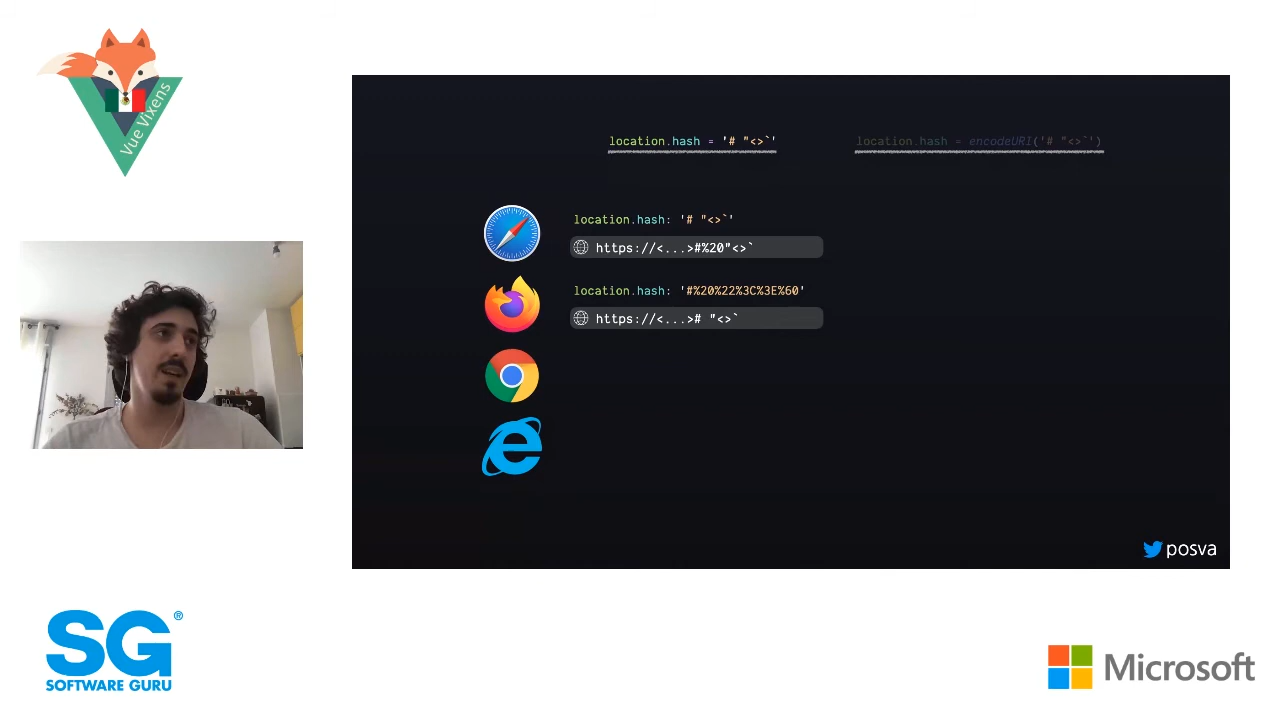 Vue Vixens
location.hash = '# "<>`'
location.hash = encodeURI('# "<>`')
location.hash: '# "<>`'
https://<...>#%20"<>`
location.hash: '#%20%22%3C%3E%60'
https://<...># "<>`
posva
SG®
SOFTWARE GURU
Microsoft